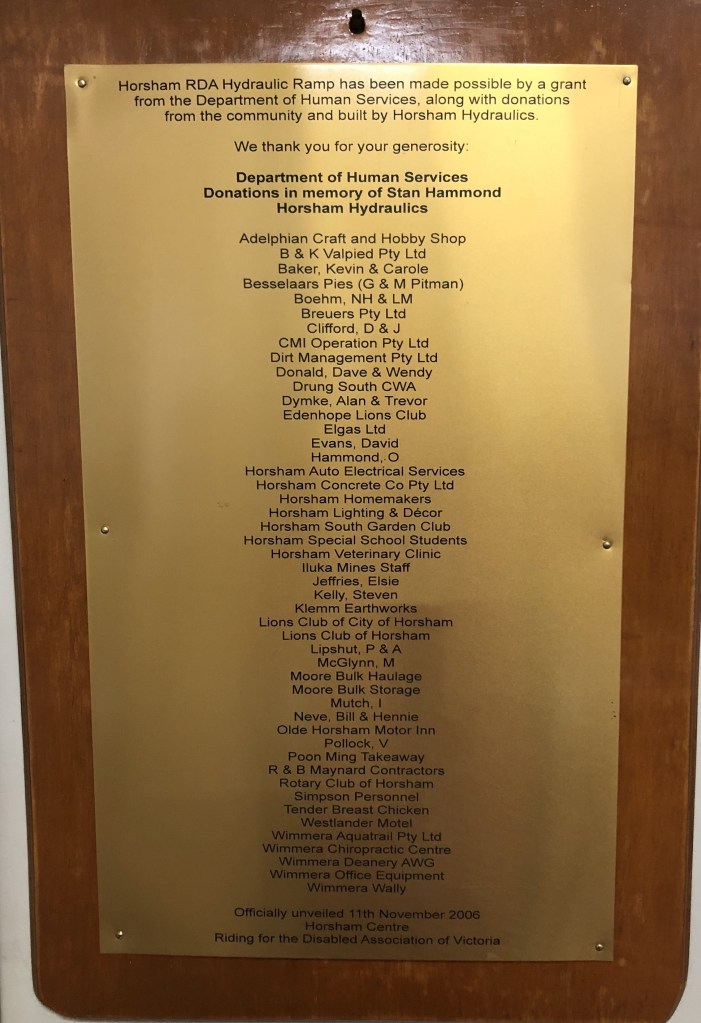 Horsham RDA Hydraulic Ramp has been made possible by a grant
from the Department of Human Services, along with donations
from the community and built by Horsham Hydraulics.
We thank you for your generosity:
Department of Human Services
Donations in memory of Stan Hammond
Horsham Hydraulics
Adelphian Craft and Hobby Shop
B & K Valpied Pty Ltd
Baker, Kevin & Carole
Besselaars Pies (G & M Pitman)
Boehm, NH & LM
Breuers Pty Ltd
Clifford, D & J
CMI Operation Pty Ltd
Dirt Management Pty Ltd
Donald, Dave & Wendy
Drung South CWA
Dymke, Alan & Trevor
Edenhope Lions Club
Elgas Ltd
Evans, David
Hammond, O
Horsham Auto Electrical Services
Horsham Concrete Co Pty Ltd
Horsham Homemakers
Horsham Lighting & Décor
Horsham South Garden Club
Horsham Special School Students
Horsham Veterinary Clinic
Iluka Mines Staff
Jeffries, Elsie
Kelly, Steven
Klemm Earthworks
Lions Club of City of Horsham
Lions Club of Horsham
Lipshut, P & A
McGlynn, M
Moore Bulk Haulage
Moore Bulk Storage
Mutch, I
Neve, Bill & Hennie
Olde Horsham Motor Inn
Pollock, V
Poon Ming Takeaway
R & B Maynard Contractors
Rotary Club of Horsham
Simpson Personnel
Tender Breast Chicken
Westlander Motel
Wimmera Aquatrail Pty Ltd
Wimmera Chiropractic Centre
Wimmera Deanery AWG
Wimmera Office Equipment
Wimmera Wally
Officially unveiled 11th November 2006
Horsham Centre
Riding for the Disabled Association of Victoria